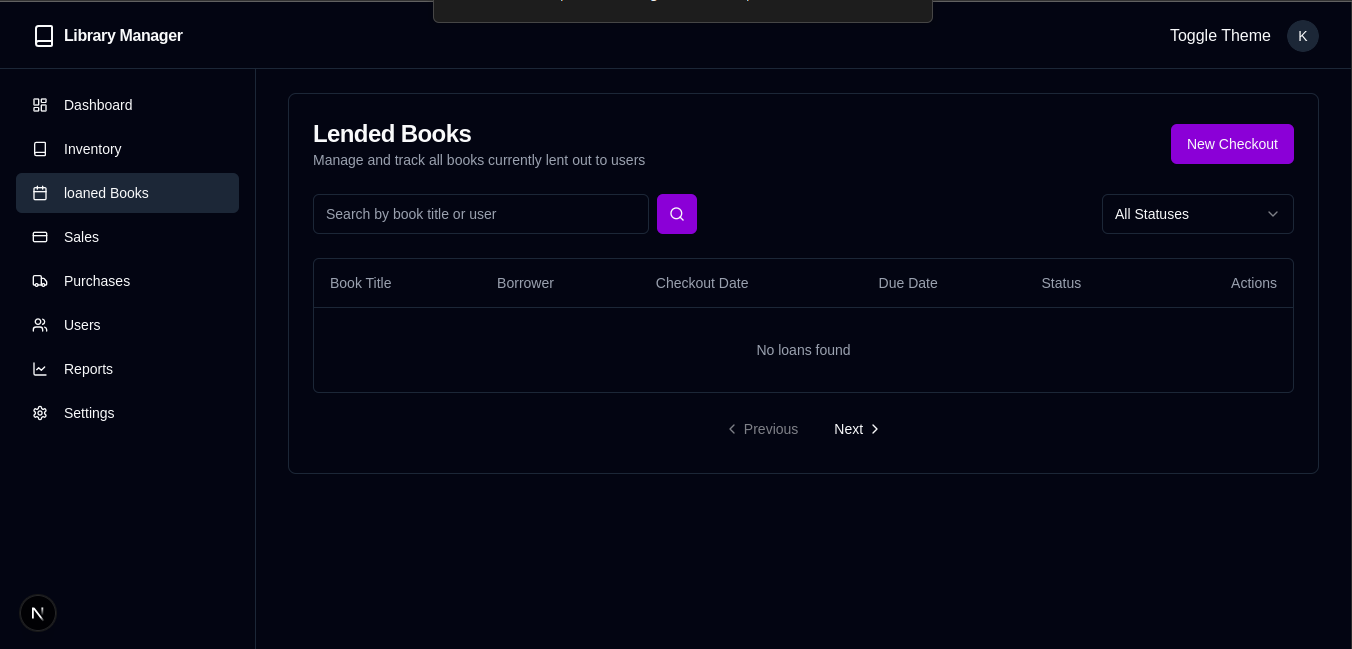 Library Manager
Toggle Theme
K
Dashboard
Inventory
loaned Books
Sales
Purchases
Users
Reports
Settings
Lended Books
Manage and track all books currently lent out to users
New Checkout
Search by book title or user
All Statuses
Book Title Borrower Checkout Date Due Date Status Actions
No loans found
Previous Next
N